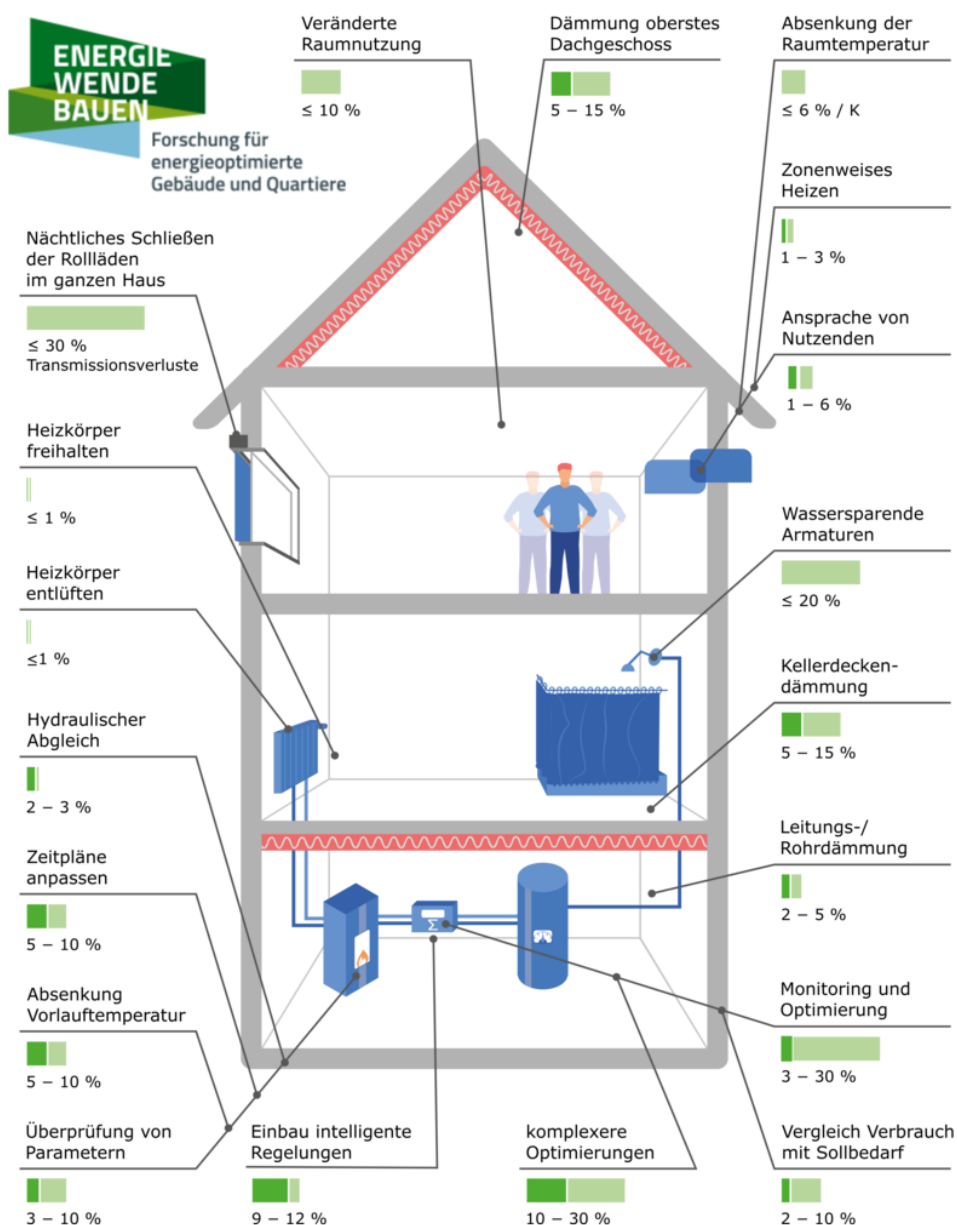 ENERGIE
WENDE
BAUEN
Forschung für
energieoptimierte
Gebäude und Quartiere
Veränderte
Raumnutzung
≤ 10 %
Dämmung oberstes
Dachgeschoss
5 – 15 %
Absenkung der
Raumtemperatur
≤ 6 % / K
Zonenweises
Heizen
1 – 3 %
Nächtliches Schließen
der Rollläden
im ganzen Haus
≤ 30 %
Transmissionsverluste
Ansprache von
Nutzenden
1 – 6 %
Heizkörper
freihalten
≤ 1 %
Wassersparende
Armaturen
≤ 20 %
Heizkörper
entlüften
≤1 %
Kellerdecken-
dämmung
5 – 15 %
Hydraulischer
Abgleich
2 – 3 %
Leitungs-/
Rohrdämmung
2 – 5 %
Zeitpläne
anpassen
5 – 10 %
Σ
Absenkung
Vorlauftemperatur
5 – 10 %
Monitoring und
Optimierung
3 – 30 %
Überprüfung von
Parametern
3 – 10 %
Einbau intelligente
Regelungen
9 – 12 %
komplexere
Optimierungen
10 – 30 %
Vergleich Verbrauch
mit Sollbedarf
2 – 10 %